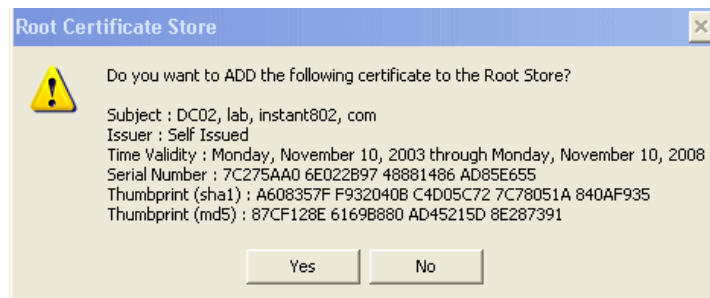 Root Certificate Store
Do you want to ADD the following certificate to the Root Store?
Subject : DC02, lab, instant802, com
Issuer : Self Issued
Time Validity : Monday, November 10, 2003 through Monday, November 10, 2008
Serial Number : 7C275AA0 6E022B97 48881486 AD85E655
Thumbprint (sha1) : A608357F F932040B C4D05C72 7C78051A 840AF935
Thumbprint (md5) : 87CF128E 6169B880 AD45215D 8E287391
Yes No